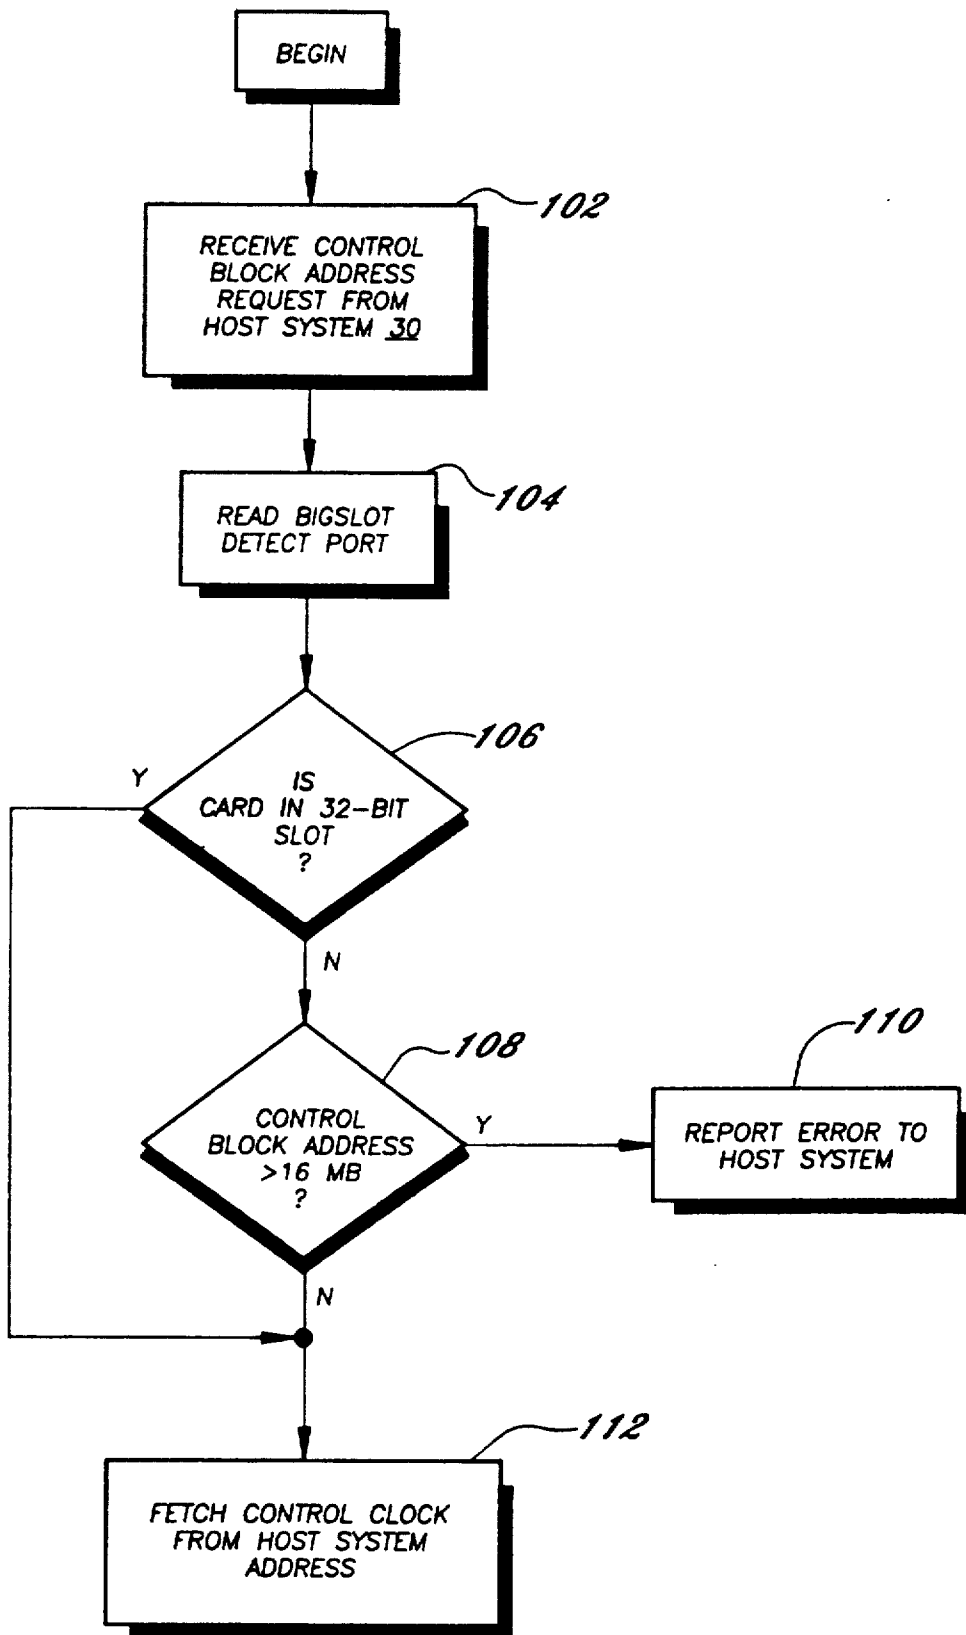 BEGIN
102
RECEIVE CONTROL
BLOCK ADDRESS
REQUEST FROM
HOST SYSTEM 30
104
READ BIGSLOT
DETECT PORT
106
Y
IS
CARD IN 32-BIT
SLOT
?
N
108
110
CONTROL
BLOCK ADDRESS
>16 MB
?
Y
REPORT ERROR TO
HOST SYSTEM
N
112
FETCH CONTROL CLOCK
FROM HOST SYSTEM
ADDRESS